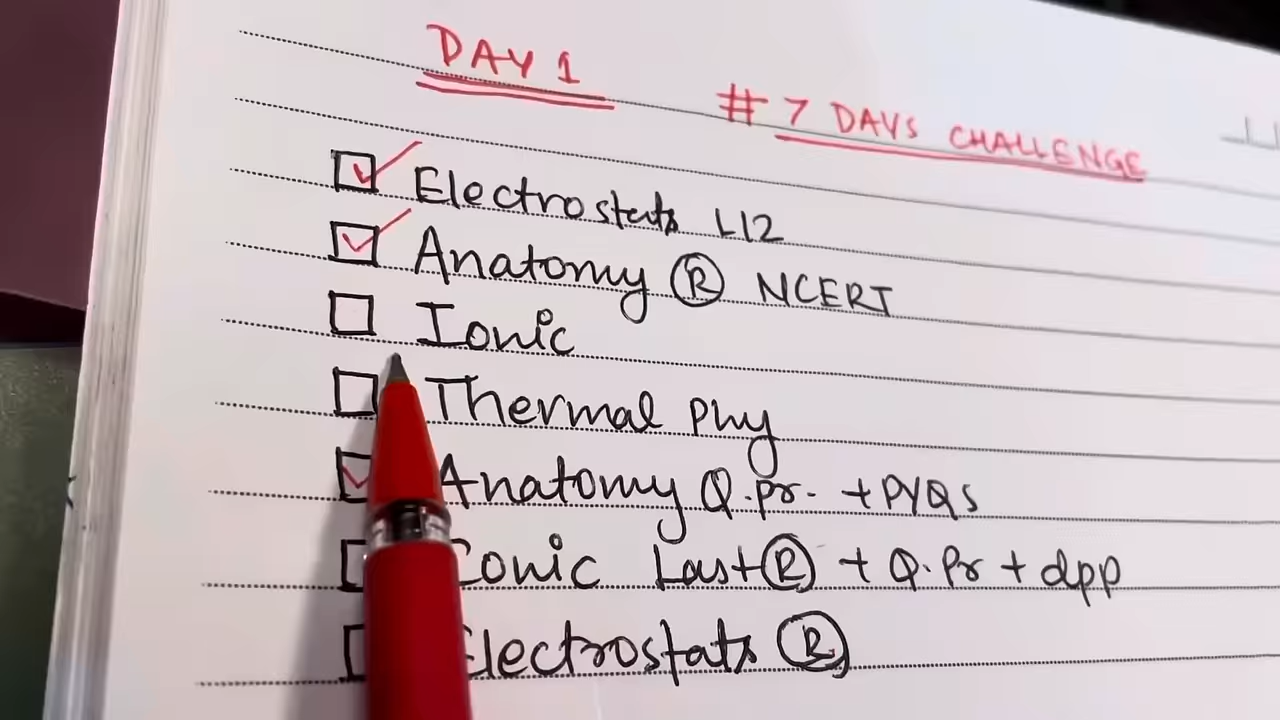 DAY 1
# 7 DAYS CHALLENGE
Electrostats L12
Anatomy Ⓡ NCERT
Ionic
Thermal Phy
Anatomy Q.pr. + PYQs
Ionic Last Ⓡ + Q.Pr + dpp
Electrostats Ⓡ